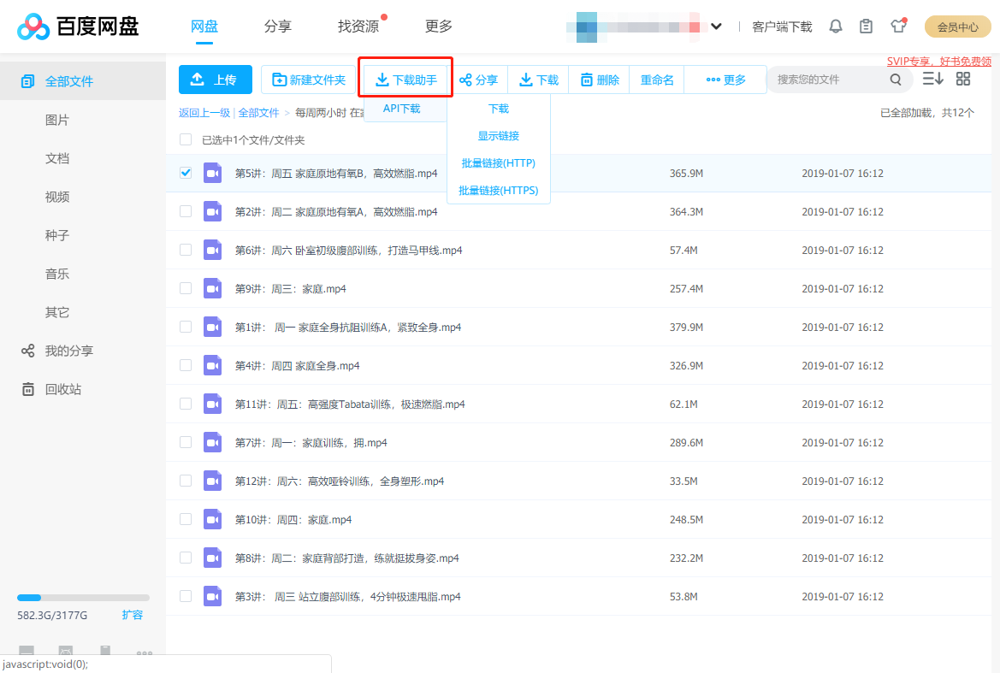 百度网盘 网盘 分享 找资源 更多 客户端下载 会员中心
SVIP专享，好书免费领
全部文件
图片
文档
视频
种子
音乐
其它
我的分享
回收站
582.3G/3177G 扩容
javascript:void(0);
上传 新建文件夹 下载助手 分享 下载 删除 重命名 更多 搜索您的文件
API下载
下载
显示链接
批量链接(HTTP)
批量链接(HTTPS)
返回上一级 | 全部文件 > 每周两小时 在家 已全部加载，共12个
已选中1个文件/文件夹
第5讲：周五 家庭原地有氧B，高效燃脂.mp4 365.9M 2019-01-07 16:12
第2讲：周二 家庭原地有氧A，高效燃脂.mp4 364.3M 2019-01-07 16:12
第6讲：周六 卧室初级腹部训练，打造马甲线.mp4 57.4M 2019-01-07 16:12
第9讲：周三：家庭.mp4 257.4M 2019-01-07 16:12
第1讲： 周一 家庭全身抗阻训练A，紧致全身.mp4 379.9M 2019-01-07 16:12
第4讲：周四 家庭全身.mp4 326.9M 2019-01-07 16:12
第11讲：周五：高强度Tabata训练，极速燃脂.mp4 62.1M 2019-01-07 16:12
第7讲：周一：家庭训练，拥.mp4 289.6M 2019-01-07 16:12
第12讲：周六：高效哑铃训练，全身塑形.mp4 33.5M 2019-01-07 16:12
第10讲：周四：家庭.mp4 248.5M 2019-01-07 16:12
第8讲：周二：家庭背部打造，练就挺拔身姿.mp4 232.2M 2019-01-07 16:12
第3讲： 周三 站立腹部训练，4分钟极速甩脂.mp4 53.8M 2019-01-07 16:12